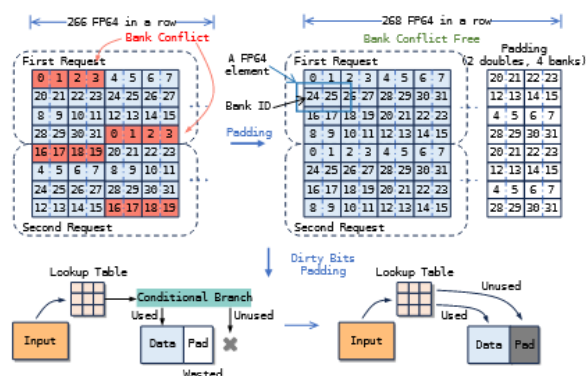 266 FP64 in a row
268 FP64 in a row
Bank Conflict
Bank Conflict Free
Padding
(2 doubles, 4 banks)
First Request
A FP64
element
First Request
0 1 2 3 4 5 6 7
20 21 22 23 24 25 26 27
8 9 10 11 12 13 14 15
28 29 30 31 0 1 2 3
16 17 18 19 20 21 22 23
4 5 6 7 8 9 10 11
24 25 26 27 28 29 30 31
12 13 14 15 16 17 18 19
Second Request
Bank ID
Padding
0 1 2 3 4 5 6 7
24 25 26 27 28 29 30 31
16 17 18 19 20 21 22 23
8 9 10 11 12 13 14 15
0 1 2 3 4 5 6 7
24 25 26 27 28 29 30 31
16 17 18 19 20 21 22 23
8 9 10 11 12 13 14 15
Second Request
20 21 22 23
12 13 14 15
4 5 6 7
28 29 30 31
20 21 22 23
12 13 14 15
4 5 6 7
28 29 30 31
Dirty Bits
Padding
Lookup Table
Conditional Branch
Used
Unused
Input
Data
Pad
Wasted
Lookup Table
Unused
Used
Input
Data
Pad